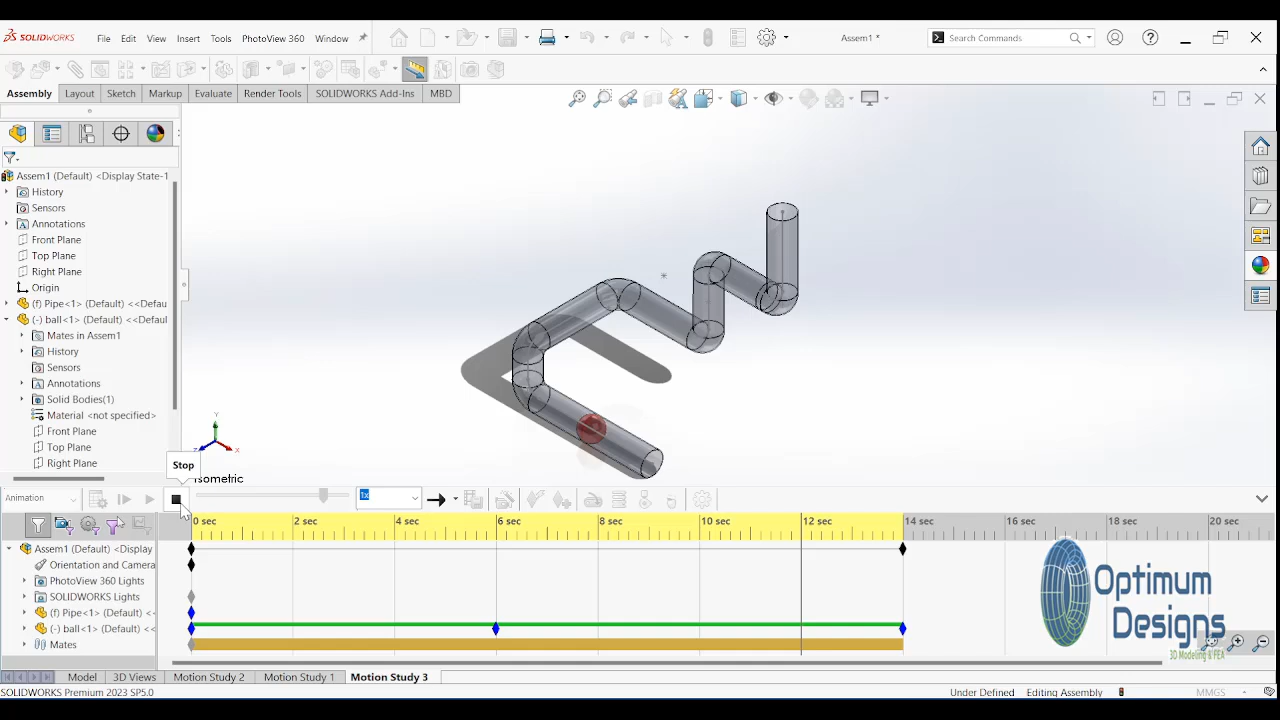 SOLIDWORKS File Edit View Insert Tools PhotoView 360 Window Assem1 * Search Commands
Assembly Layout Sketch Markup Evaluate Render Tools SOLIDWORKS Add-Ins MBD
Assem1 (Default) <Display State-1
History
Sensors
Annotations
Front Plane
Top Plane
Right Plane
Origin
(f) Pipe<1> (Default) <<Defau
(-) ball<1> (Default) <<Defaul
Mates in Assem1
History
Sensors
Annotations
Solid Bodies(1)
Material <not specified>
Front Plane
Top Plane
Right Plane
Y
Z X
Stop
Isometric
Animation 1x
0 sec 2 sec 4 sec 6 sec 8 sec 10 sec 12 sec 14 sec 16 sec 18 sec 20 sec
Assem1 (Default) <Display
Orientation and Camera
PhotoView 360 Lights
SOLIDWORKS Lights
(f) Pipe<1> (Default) <<
(-) ball<1> (Default) <<
Mates
Optimum
Designs
3D Modeling & FEA
Model 3D Views Motion Study 2 Motion Study 1 Motion Study 3
SOLIDWORKS Premium 2023 SP5.0 Under Defined Editing Assembly MMGS